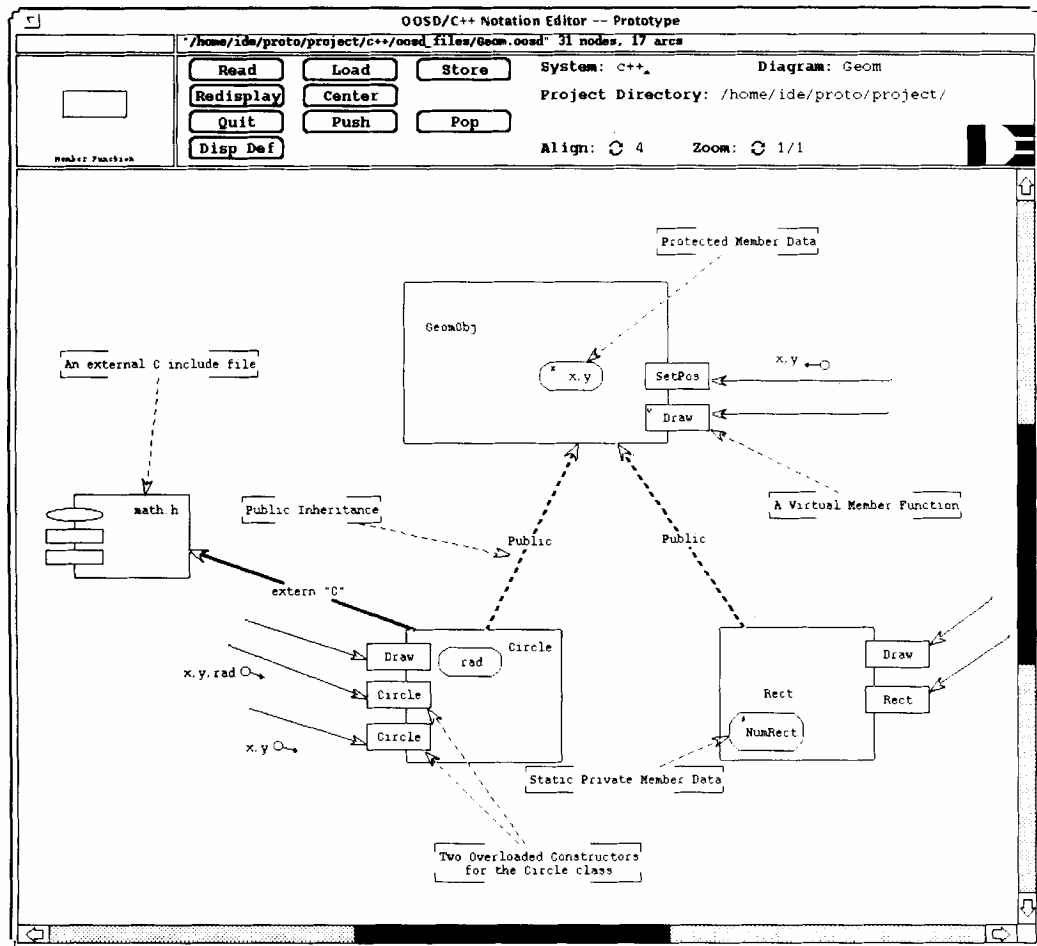 OOSD/C++ Notation Editor -- Prototype
"/home/ide/proto/project/c++/oosd_files/Geom.oosd" 31 nodes, 17 arcs
Read Load Store System: c++ Diagram: Geom
Redisplay Center Project Directory: /home/ide/proto/project/
Quit Push Pop
Disp Def Align: 4 Zoom: 1/1
Member Function
Protected Member Data
GeomObj
An external C include file
x,y
x x,y
SetPos
v Draw
math.h
Public Inheritance
A Virtual Member Function
Public
Public
extern "C"
Circle
Draw
rad
Draw
x,y,rad
Circle
Rect
Rect
Circle
NumRect
x,y
Static Private Member Data
Two Overloaded Constructors
for the Circle class